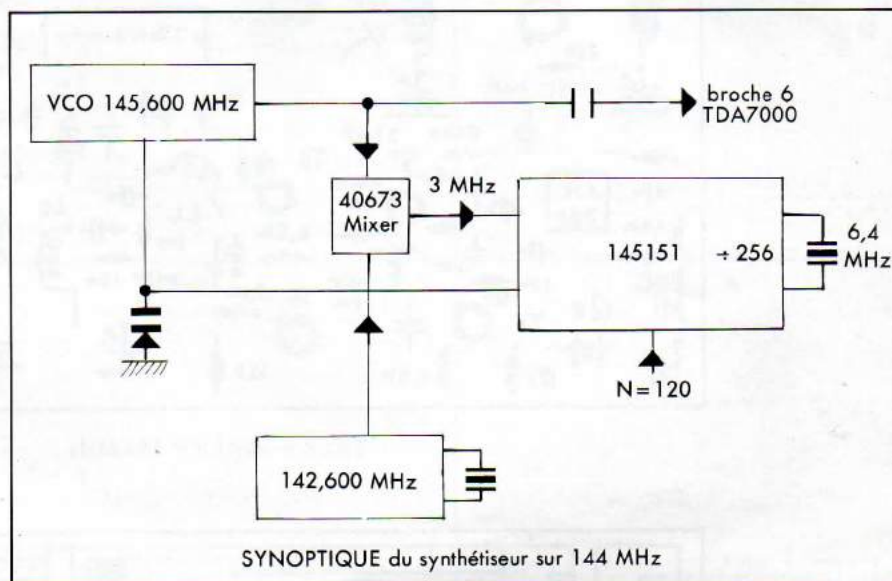 VCO 145,600 MHz
broche 6
TDA7000
40673
Mixer
3 MHz
145151 ÷ 256
6,4
MHz
N=120
142,600 MHz
SYNOPTIQUE du synthétiseur sur 144 MHz